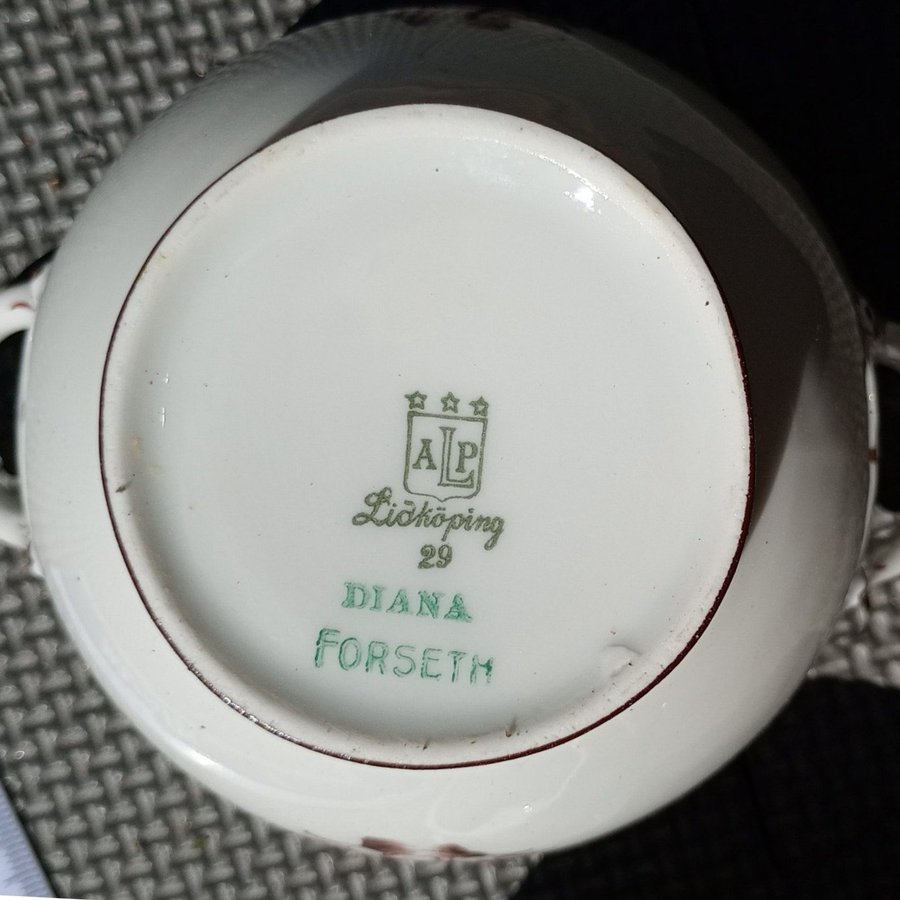 ALP
Lidköping
29
DIANA
FORSETH